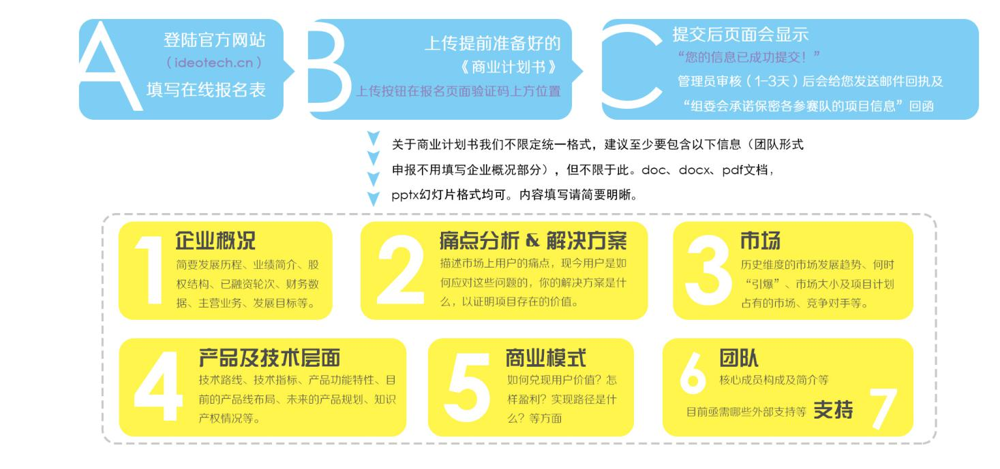 A
登陆官方网站
（ideotech.cn）
填写在线报名表
B
上传提前准备好的
《商业计划书》
上传按钮在报名页面验证码上方位置
C
提交后页面会显示
“您的信息已成功提交！”
管理员审核（1-3天）后会给您发送邮件回执及
“组委会承诺保密各参赛队的项目信息”回函
关于商业计划书我们不限定统一格式，建议至少要包含以下信息（团队形式
申报不用填写企业概况部分），但不限于此。doc、docx、pdf文档，
pptx幻灯片格式均可。内容填写请简要明晰。
1
企业概况
简要发展历程、业绩简介、股
权结构、已融资轮次、财务数
据、主营业务、发展目标等。
2
痛点分析 & 解决方案
描述市场上用户的痛点，现今用户是如
何应对这些问题的，你的解决方案是什
么，以证明项目存在的价值。
3
市场
历史维度的市场发展趋势、何时
“引爆”、市场大小及项目计划
占有的市场、竞争对手等。
4
产品及技术层面
技术路线、技术指标、产品功能特性、目
前的产品线布局、未来的产品规划、知识
产权情况等。
5
商业模式
如何兑现用户价值？怎
样盈利？实现路径是什
么？等方面
6
团队
核心成员构成及简介等
目前亟需哪些外部支持等 支持 7